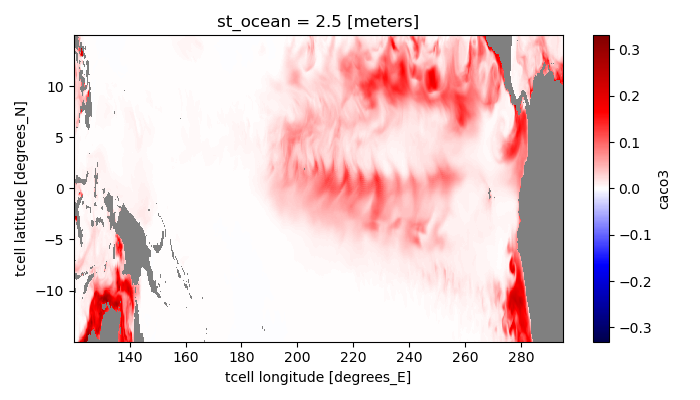 st_ocean = 2.5 [meters]
10
5
0
−5
−10
tcell latitude [degrees_N]
140 160 180 200 220 240 260 280
tcell longitude [degrees_E]
0.3
0.2
0.1
0.0
−0.1
−0.2
−0.3
caco3